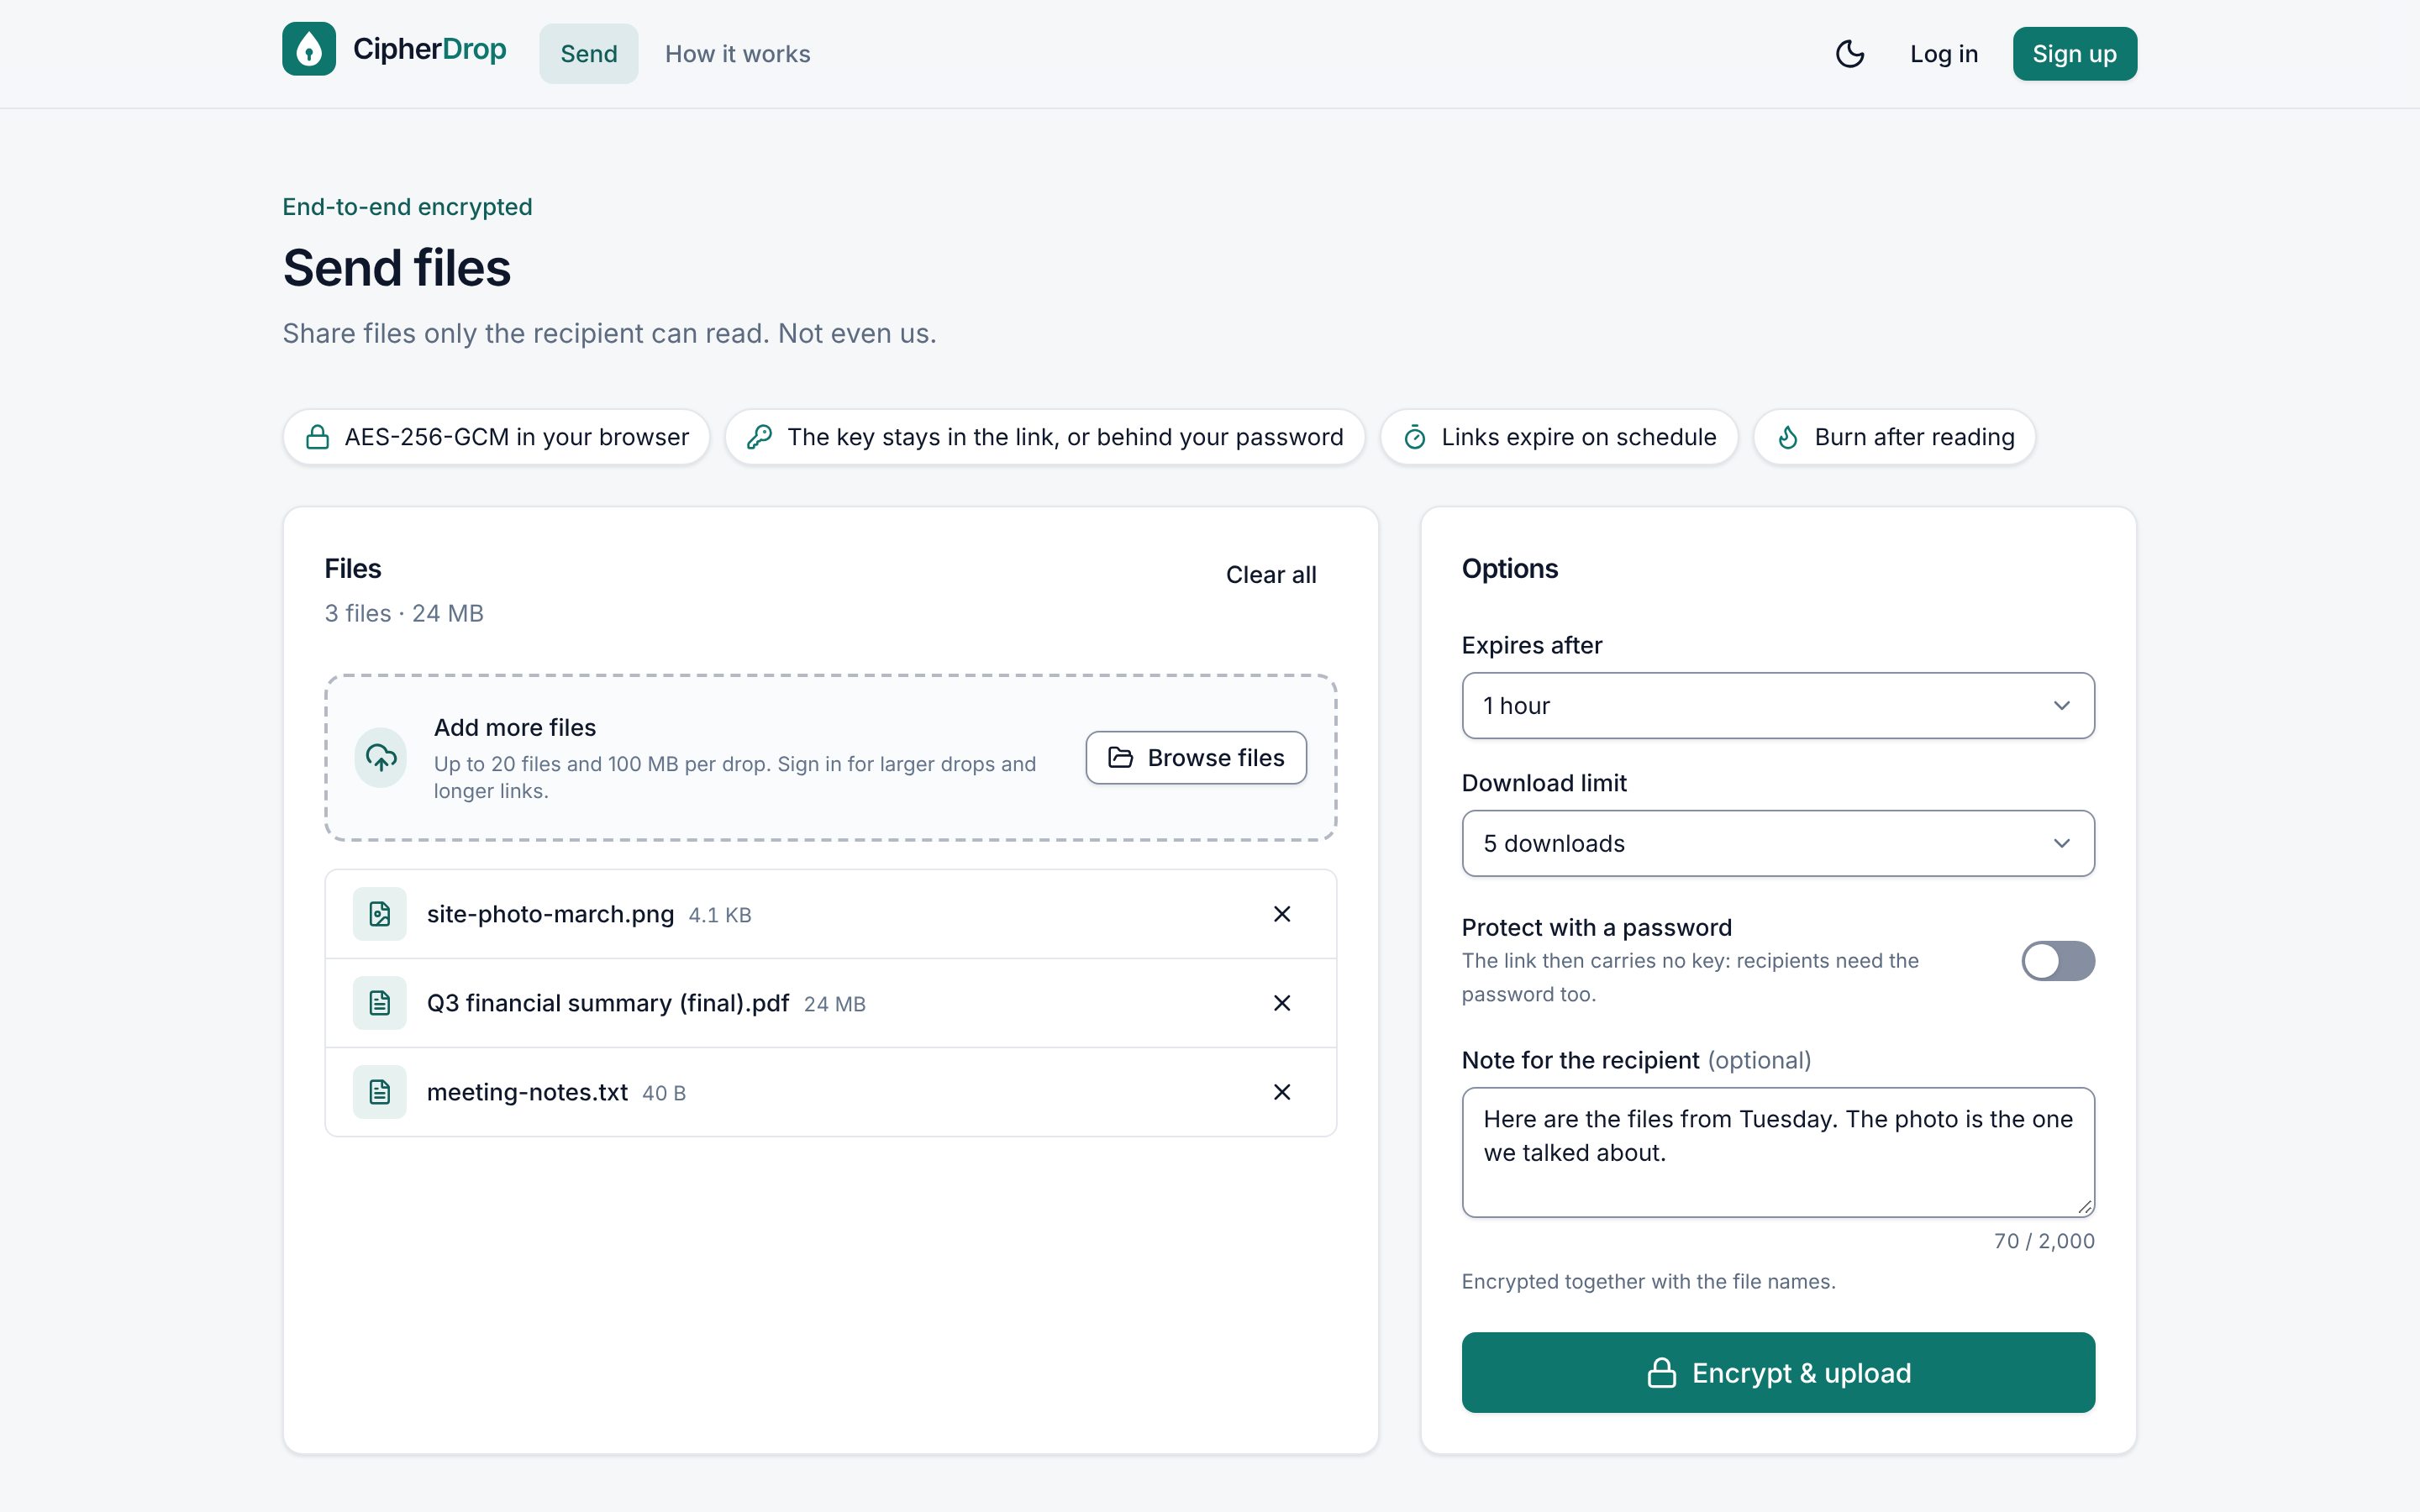 CipherDrop
Send
How it works
Log in
Sign up
End-to-end encrypted
Send files
Share files only the recipient can read. Not even us.
AES-256-GCM in your browser
The key stays in the link, or behind your password
Links expire on schedule
Burn after reading
Files
Clear all
3 files · 24 MB
Add more files
Up to 20 files and 100 MB per drop. Sign in for larger drops and
longer links.
Browse files
site-photo-march.png 4.1 KB
Q3 financial summary (final).pdf 24 MB
meeting-notes.txt 40 B
Options
Expires after
1 hour
Download limit
5 downloads
Protect with a password
The link then carries no key: recipients need the
password too.
Note for the recipient (optional)
Here are the files from Tuesday. The photo is the one
we talked about.
70 / 2,000
Encrypted together with the file names.
Encrypt & upload